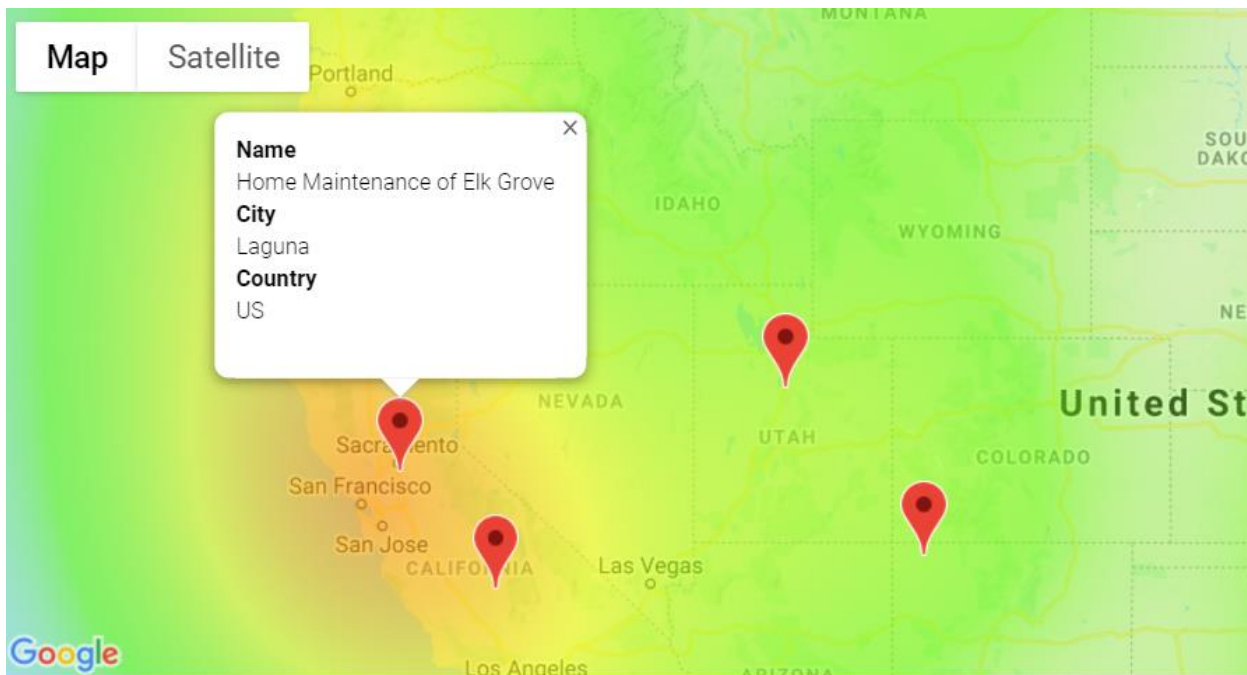 MONTANA
Map Satellite
Portland
SOU
DAKO
Name
Home Maintenance of Elk Grove
City
Laguna
Country
US
IDAHO
WYOMING
NE
NEVADA
United St
UTAH
COLORADO
Sacramento
San Francisco
San Jose
CALIFORNIA
Las Vegas
Google
Los Angeles
ARIZONA